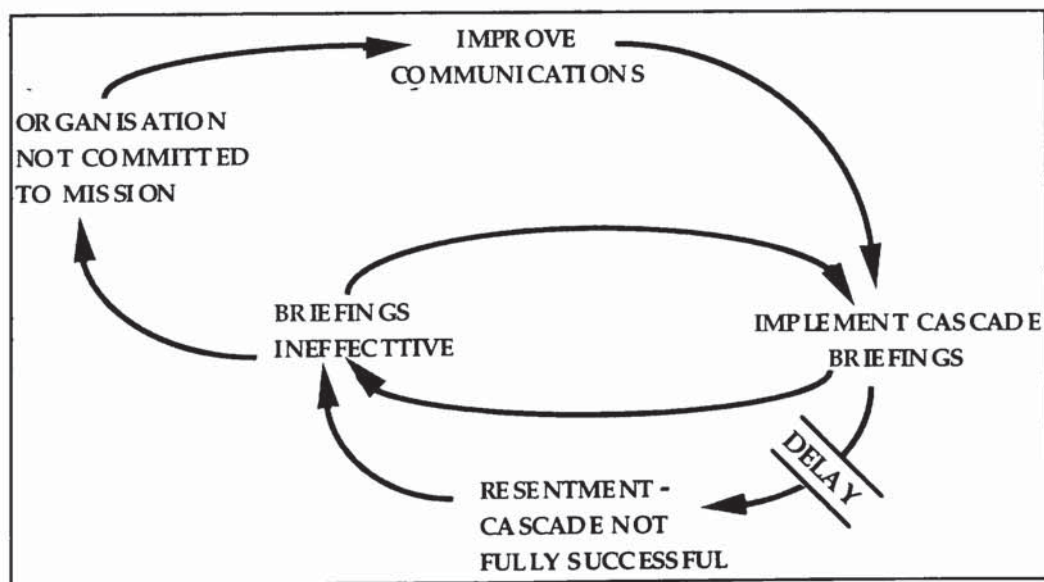 IMPROVE
COMMUNICATIONS
ORGANISATION
NOT COMMITTED
TO MISSION
BRIEFINGS
INEFFECTTIVE
IMPLEMENT CASCADE
BRIEFINGS
DELAY
RESENTMENT -
CASCADE NOT
FULLY SUCCESSFUL